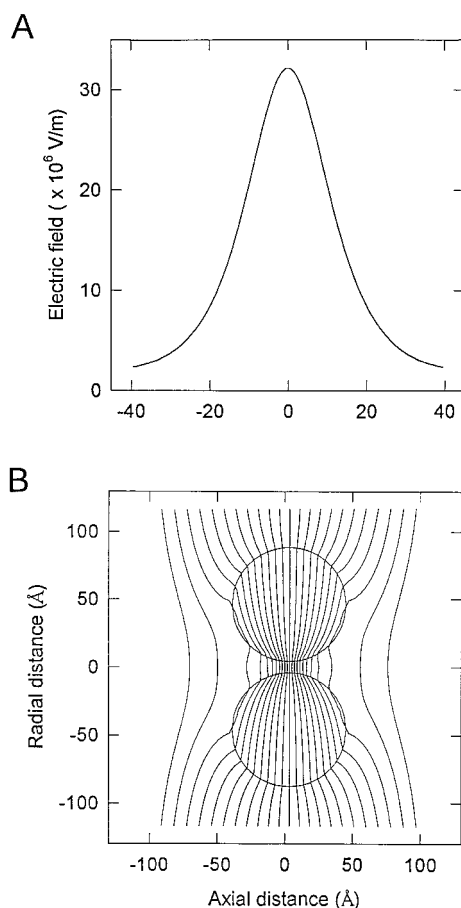 A
Electric field ( x 10⁶ V/m)
30
20
10
0
-40 -20 0 20 40
B
Radial distance (Å)
100
50
0
-50
-100
-100 -50 0 50 100
Axial distance (Å)